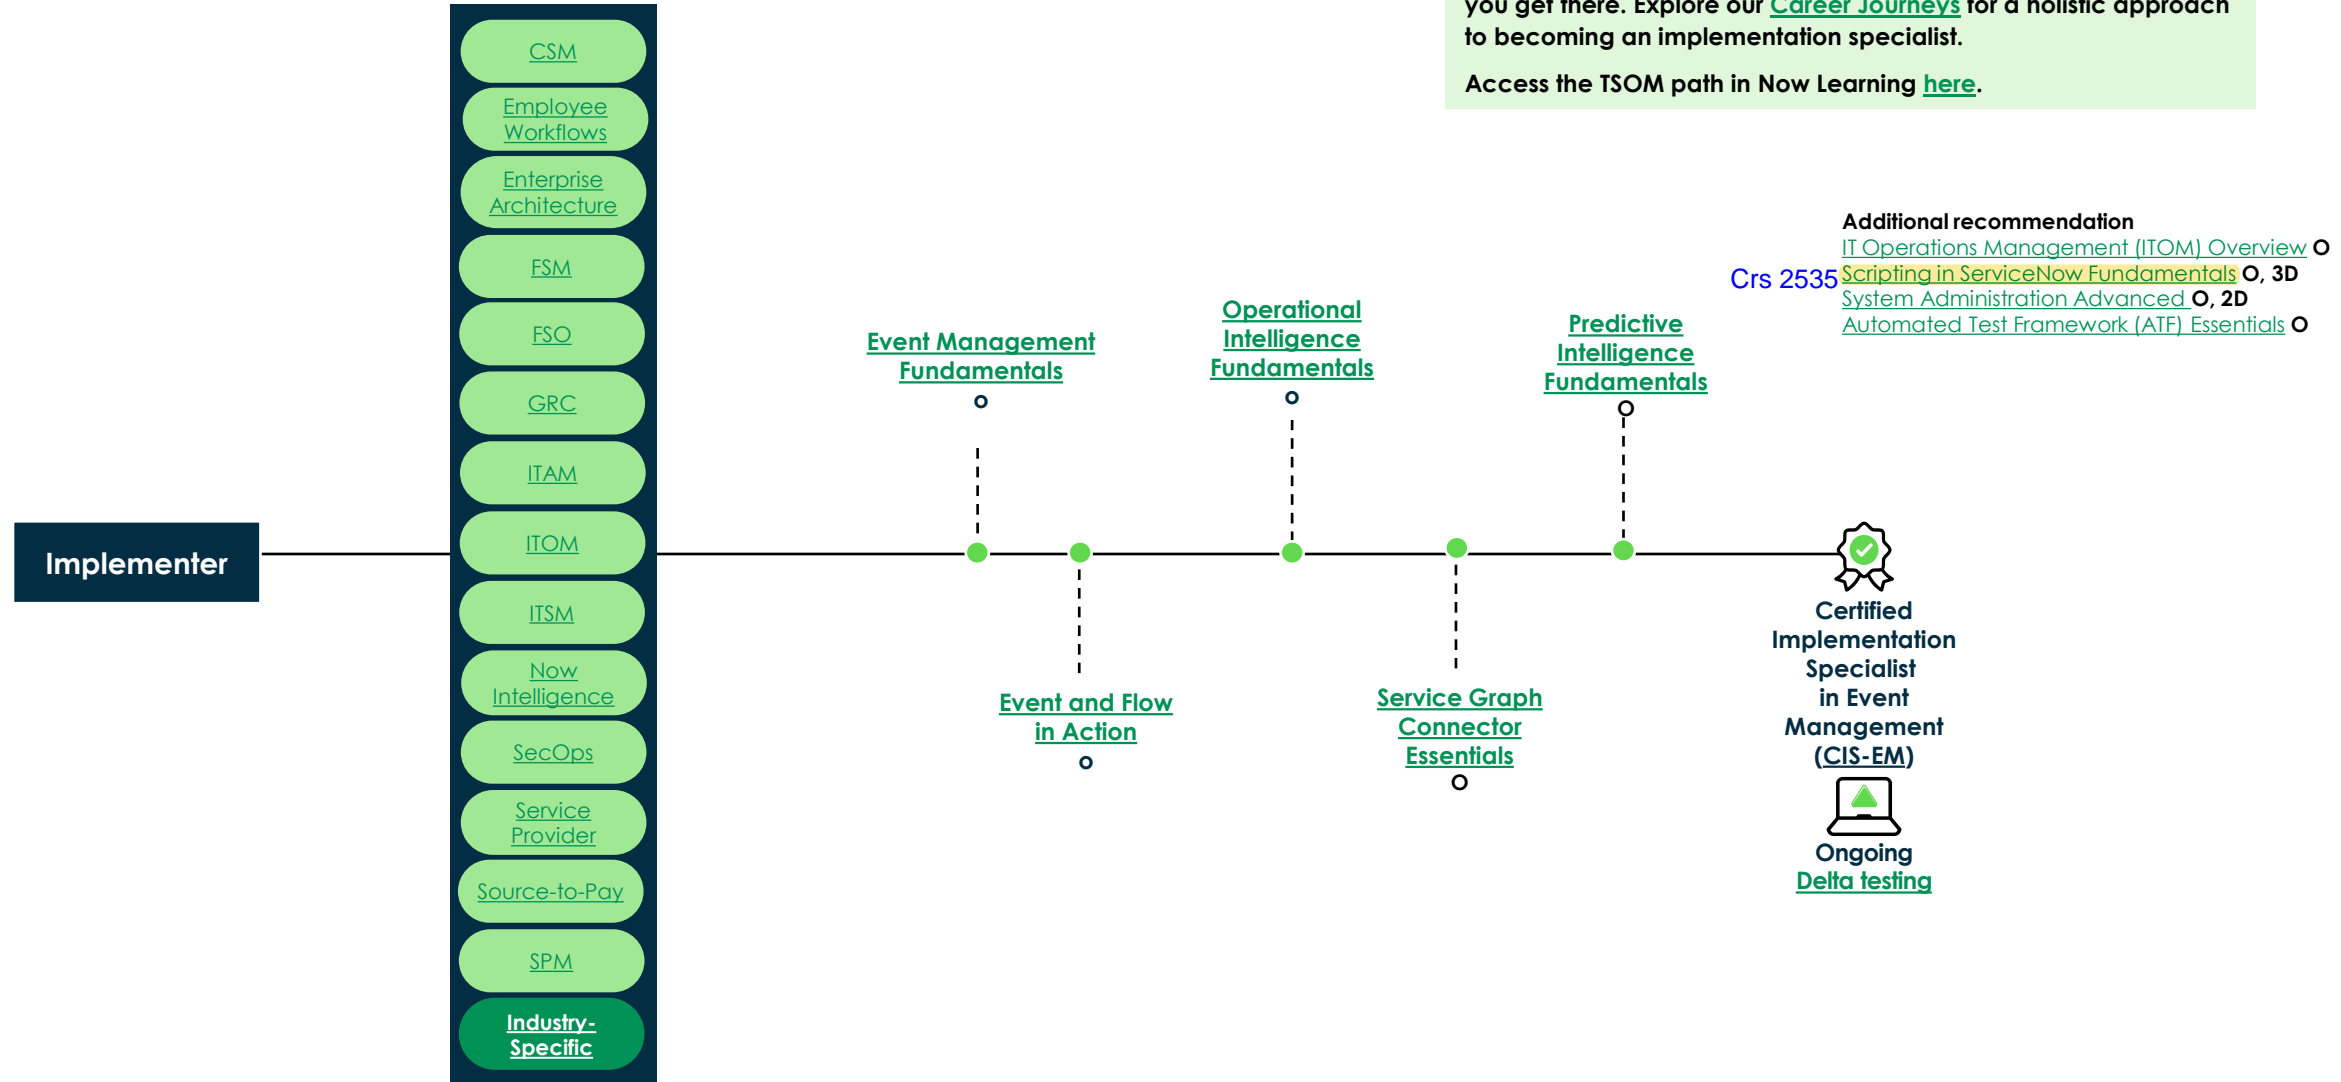 you get there. Explore our Career Journeys for a holistic approach
to becoming an implementation specialist.
Access the TSOM path in Now Learning here.
CSM
Employee
Workflows
Enterprise
Architecture
FSM
FSO
GRC
ITAM
ITOM
ITSM
Now
Intelligence
SecOps
Service
Provider
Source-to-Pay
SPM
Industry-
Specific
Implementer
Event Management
Fundamentals
O
Event and Flow
in Action
O
Operational
Intelligence
Fundamentals
O
Service Graph
Connector
Essentials
O
Predictive
Intelligence
Fundamentals
O
Additional recommendation
IT Operations Management (ITOM) Overview O
Crs 2535 Scripting in ServiceNow Fundamentals O, 3D
System Administration Advanced O, 2D
Automated Test Framework (ATF) Essentials O
Certified
Implementation
Specialist
in Event
Management
(CIS-EM)
Ongoing
Delta testing